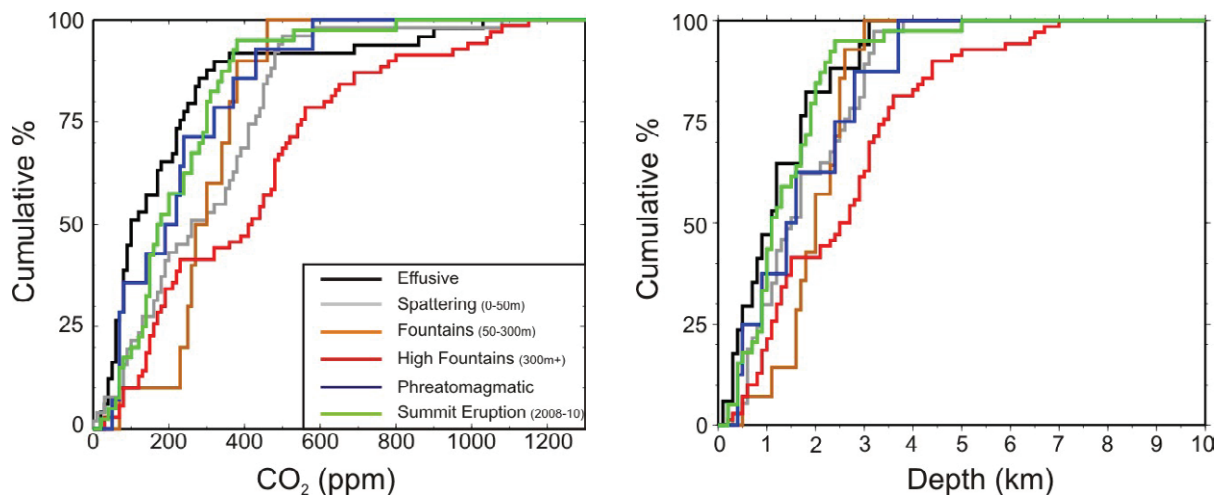 100
75
50
25
0
Cumulative %
0
200
400
600
800
1000
1200
CO2 (ppm)
Effusive
Spattering (0-50m)
Fountains (50-300m)
High Fountains (300m+)
Phreatomagmatic
Summit Eruption (2008-10)
100
75
50
25
0
Cumulative %
0
1
2
3
4
5
6
7
8
9
10
Depth (km)